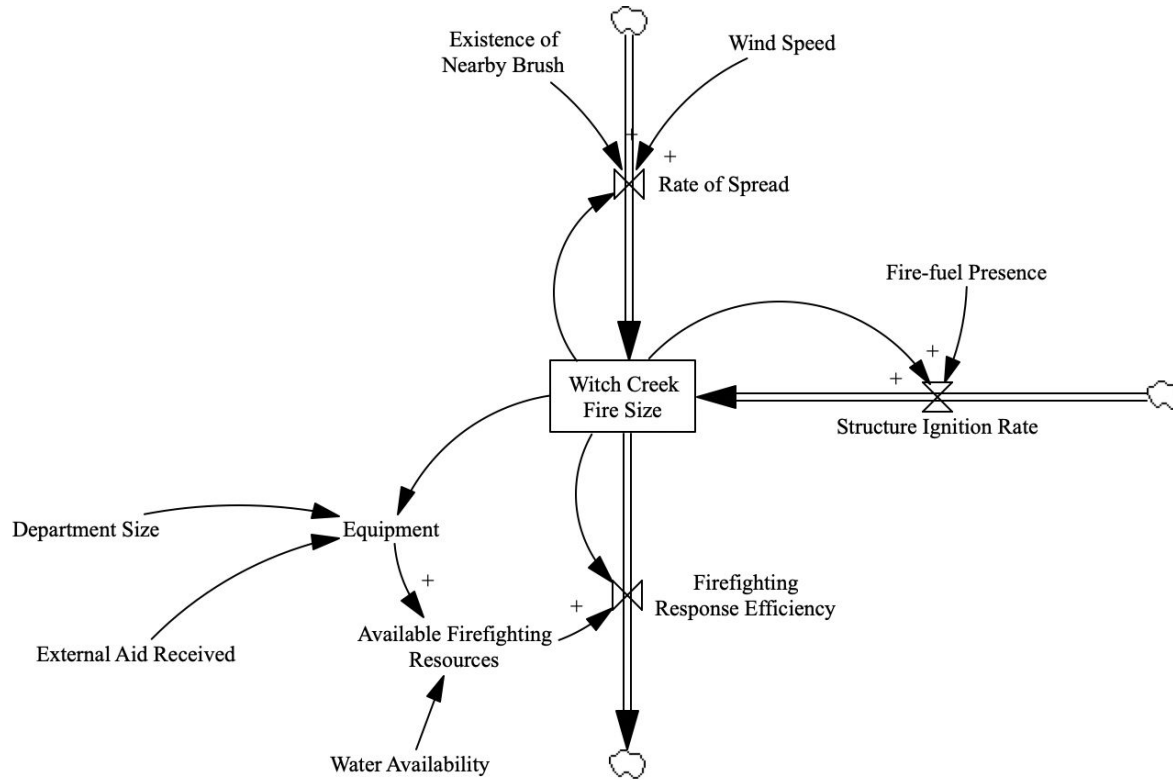 Existence of
Nearby Brush
Wind Speed
+
+
Rate of Spread
Fire-fuel Presence
+
+
Witch Creek
Fire Size
Structure Ignition Rate
Department Size
Equipment
+
+
Firefighting
Response Efficiency
Available Firefighting
Resources
External Aid Received
Water Availability